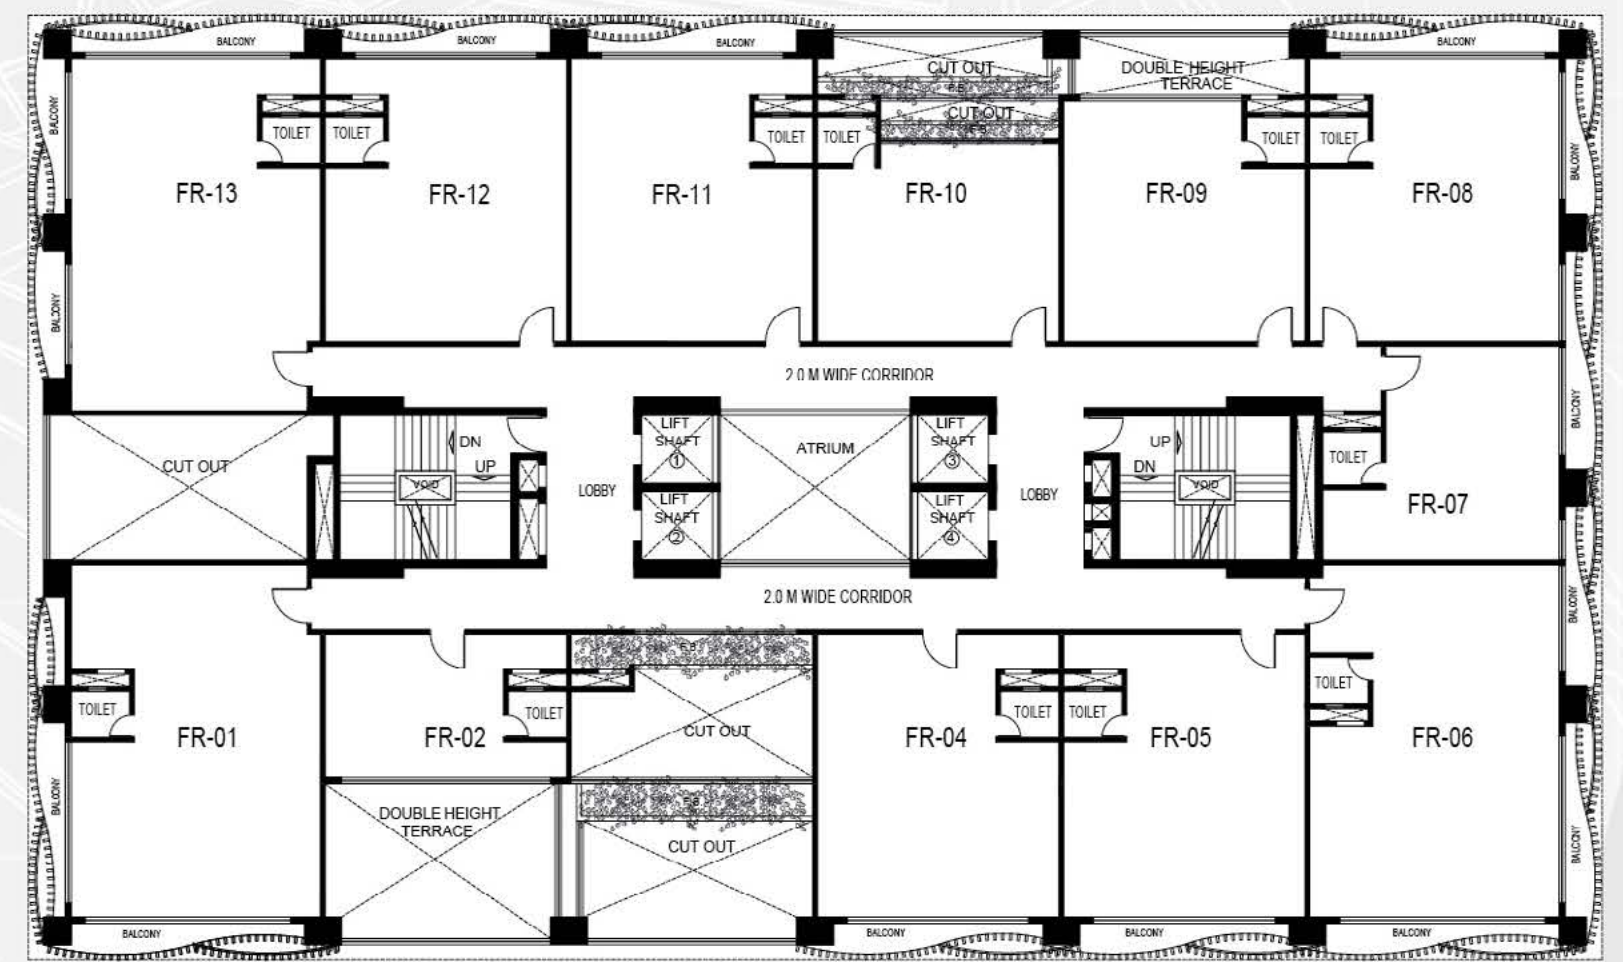 BALCONY
BALCONY
BALCONY
BALCONY
CUT OUT
DOUBLE HEIGHT
TERRACE
CUT OUT
BALCONY
TOILET
TOILET
TOILET
TOILET
TOILET
TOILET
BALCONY
FR-13
FR-12
FR-11
FR-10
FR-09
FR-08
BALCONY
2.0 M WIDE CORRIDOR
BALCONY
CUT OUT
DN
UP
VOID
LOBBY
LIFT
SHAFT
1
LIFT
SHAFT
2
ATRIUM
LIFT
SHAFT
3
LIFT
SHAFT
4
LOBBY
UP
DN
VOID
TOILET
FR-07
2.0 M WIDE CORRIDOR
BALCONY
F.B
TOILET
TOILET
TOILET
TOILET
TOILET
FR-01
FR-02
CUT OUT
FR-04
FR-05
FR-06
BALCONY
DOUBLE HEIGHT
TERRACE
CUT OUT
BALCONY
BALCONY
BALCONY
BALCONY
BALCONY